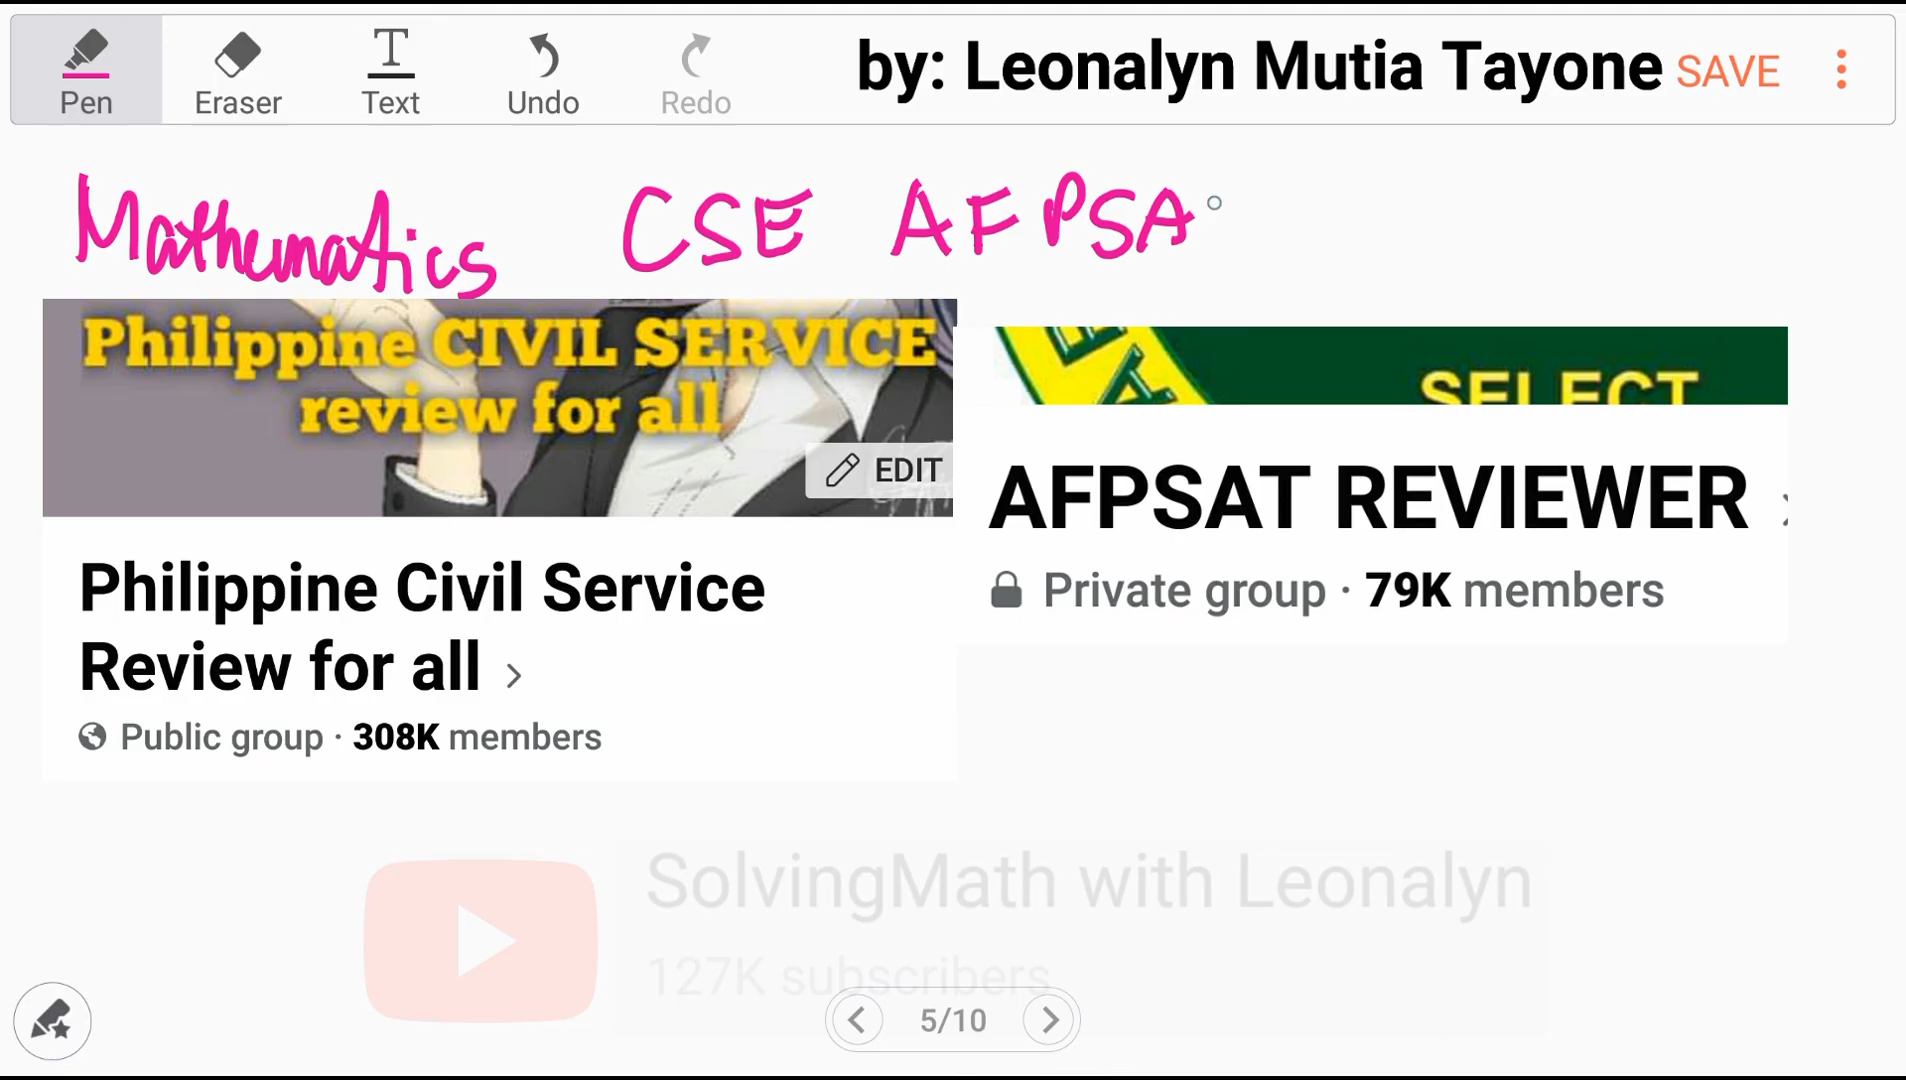 Pen
Eraser
Text
Undo
Redo
by: Leonalyn Mutia Tayone
SAVE
Mathematics CSE AFPSA
Philippine CIVIL SERVICE
review for all
EDIT
Philippine Civil Service
Review for all
Public group · 308K members
SELECT
AFPSAT REVIEWER
Private group · 79K members
SolvingMath with Leonalyn
127K subscribers
5/10